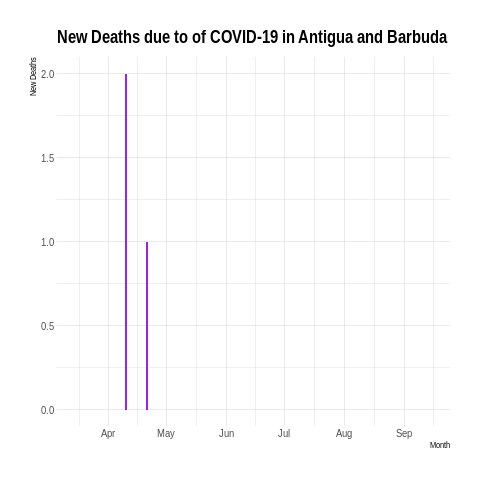 New Deaths due to of COVID-19 in Antigua and Barbuda
New Deaths
2.0
1.5
1.0
0.5
0.0
Apr May Jun Jul Aug Sep
Month